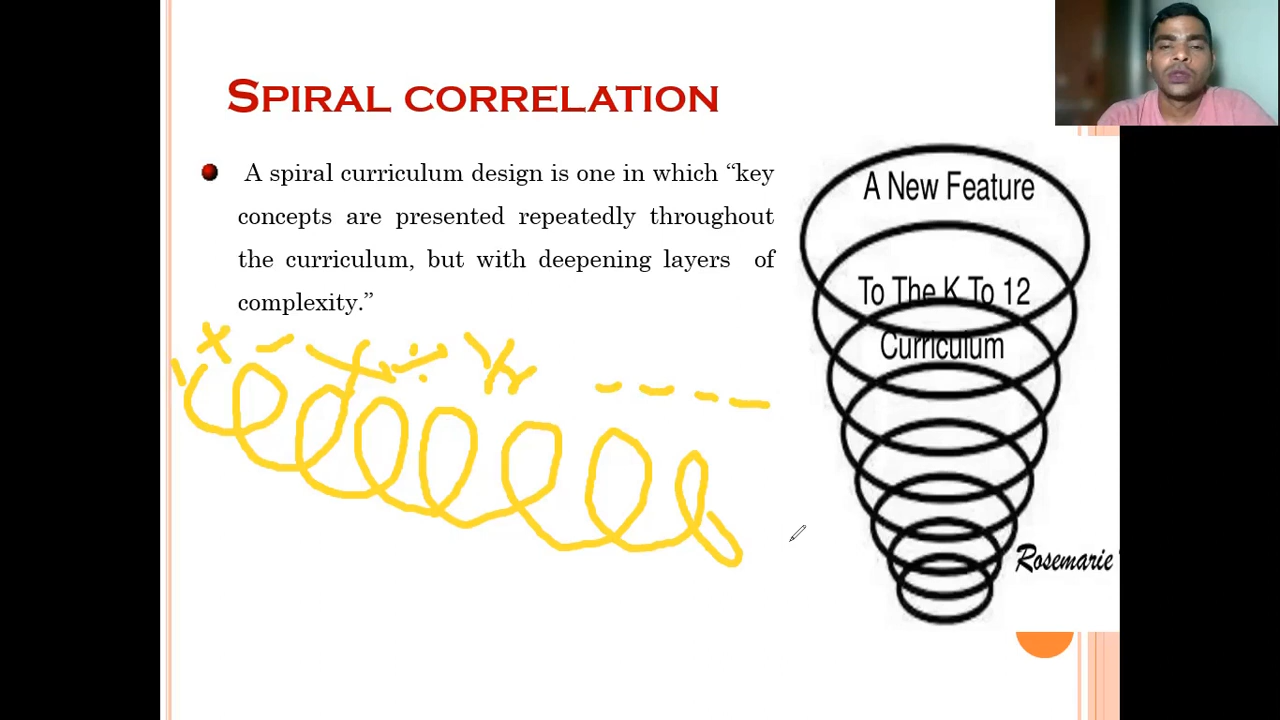 SPIRAL CORRELATION
A spiral curriculum design is one in which “key
concepts are presented repeatedly throughout
the curriculum, but with deepening layers of
complexity.”
A New Feature
To The K To 12
Curriculum
Rosemarie